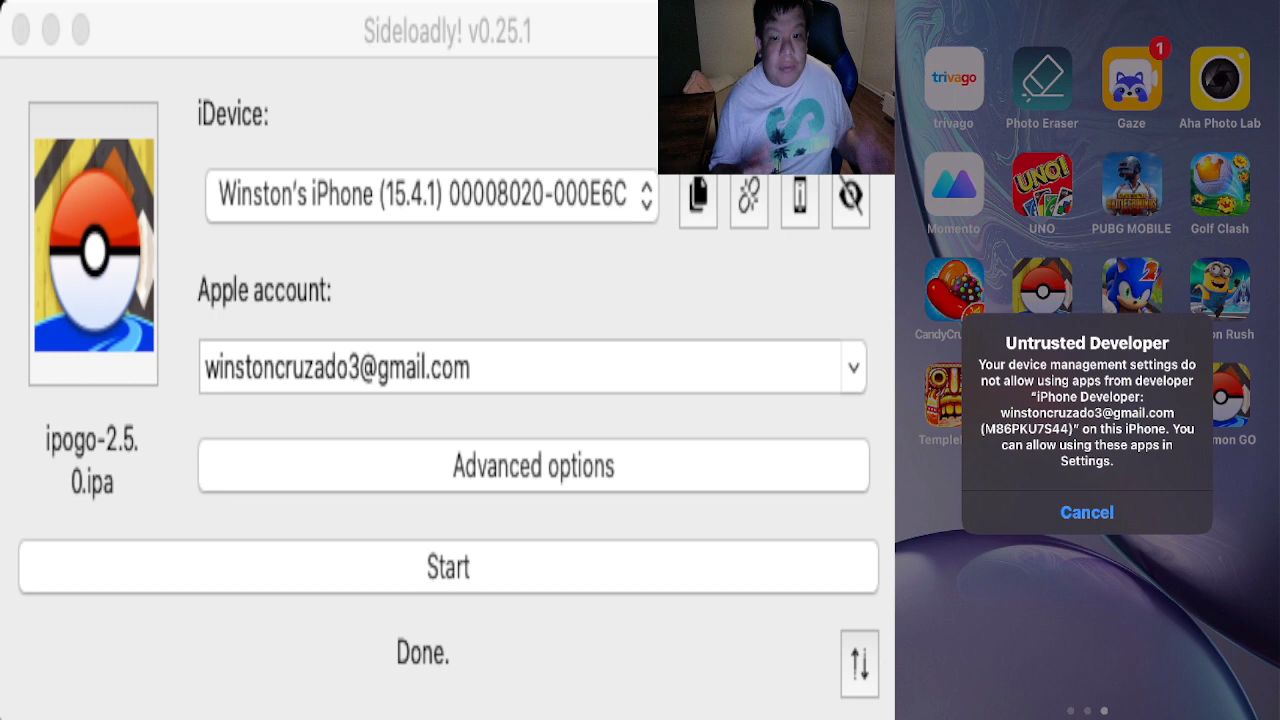 Sideloadly! v0.25.1
iDevice:
Winston's iPhone (15.4.1) 00008020-000E6C
Apple account:
winstoncruzado3@gmail.com
ipogo-2.5.
0.ipa
Advanced options
Start
Done.
1
trivago
trivago Photo Eraser Gaze Aha Photo Lab
UNO!
Momento UNO PUBG MOBILE Golf Clash
2
CandyCru on Rush
Temple mon GO
Untrusted Developer
Your device management settings do
not allow using apps from developer
“iPhone Developer:
winstoncruzado3@gmail.com
(M86PKU7S44)” on this iPhone. You
can allow using these apps in
Settings.
Cancel